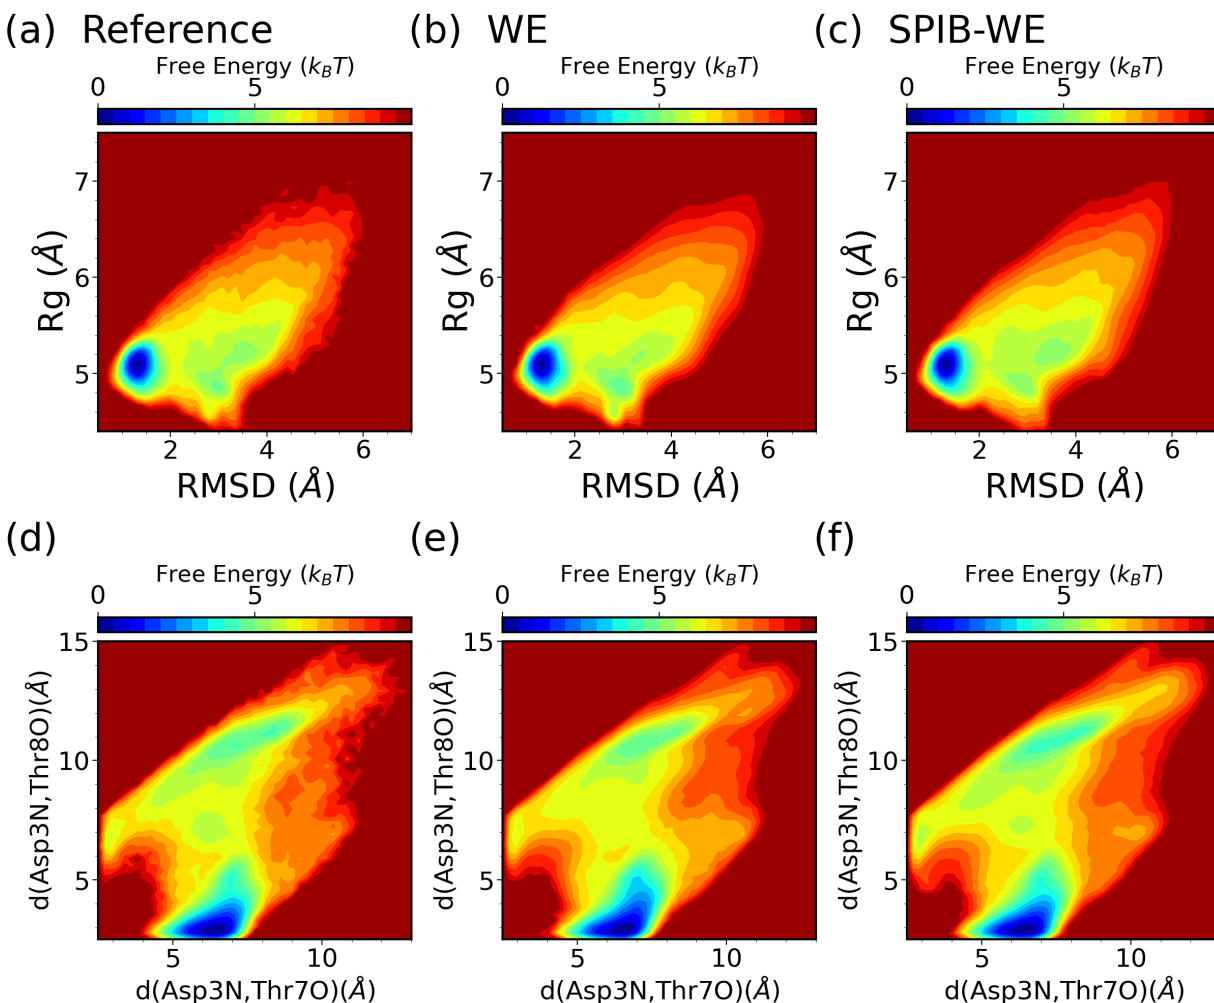 (a) Reference (b) WE (c) SPIB-WE
Free Energy (k_BT) Free Energy (k_BT) Free Energy (k_BT)
0 5 0 5 0 5
7 7 7
6 6 6
5 5 5
Rg (Å) Rg (Å) Rg (Å)
2 4 6 2 4 6 2 4 6
RMSD (Å) RMSD (Å) RMSD (Å)
(d) (e) (f)
Free Energy (k_BT) Free Energy (k_BT) Free Energy (k_BT)
0 5 0 5 0 5
15 15 15
10 10 10
5 5 5
d(Asp3N,Thr8O)(Å) d(Asp3N,Thr8O)(Å) d(Asp3N,Thr8O)(Å)
5 10 5 10 5 10
d(Asp3N,Thr7O)(Å) d(Asp3N,Thr7O)(Å) d(Asp3N,Thr7O)(Å)